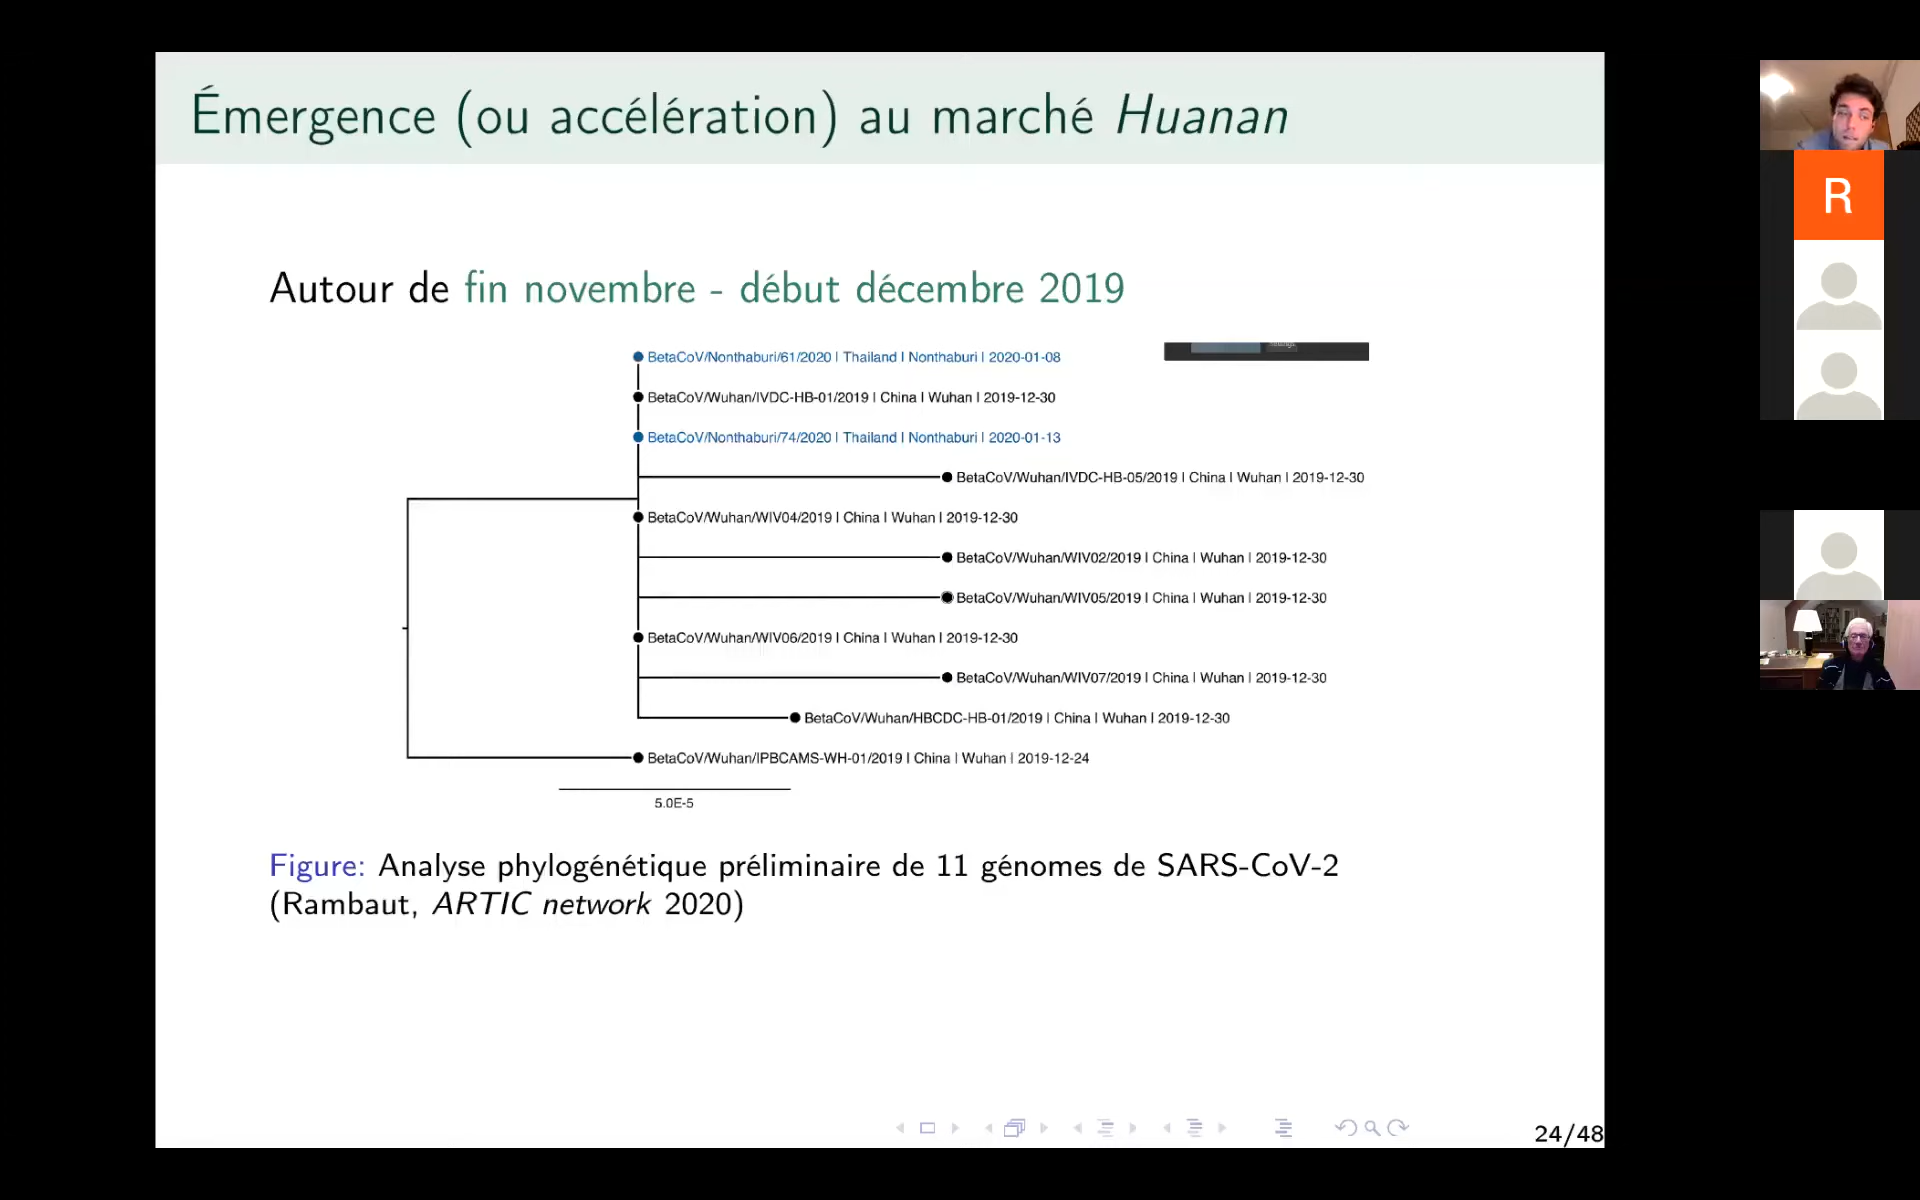 Émergence (ou accélération) au marché Huanan
R
Autour de fin novembre - début décembre 2019
BetaCoV/Nonthaburi/61/2020 | Thailand | Nonthaburi | 2020-01-08
BetaCoV/Wuhan/IVDC-HB-01/2019 | China | Wuhan | 2019-12-30
BetaCoV/Nonthaburi/74/2020 | Thailand | Nonthaburi | 2020-01-13
BetaCoV/Wuhan/IVDC-HB-05/2019 | China | Wuhan | 2019-12-30
BetaCoV/Wuhan/WIV04/2019 | China | Wuhan | 2019-12-30
BetaCoV/Wuhan/WIV02/2019 | China | Wuhan | 2019-12-30
BetaCoV/Wuhan/WIV05/2019 | China | Wuhan | 2019-12-30
BetaCoV/Wuhan/WIV06/2019 | China | Wuhan | 2019-12-30
BetaCoV/Wuhan/WIV07/2019 | China | Wuhan | 2019-12-30
BetaCoV/Wuhan/HBCDC-HB-01/2019 | China | Wuhan | 2019-12-30
BetaCoV/Wuhan/IPBCAMS-WH-01/2019 | China | Wuhan | 2019-12-24
5.0E-5
Figure: Analyse phylogénétique préliminaire de 11 génomes de SARS-CoV-2
(Rambaut, ARTIC network 2020)
24/48